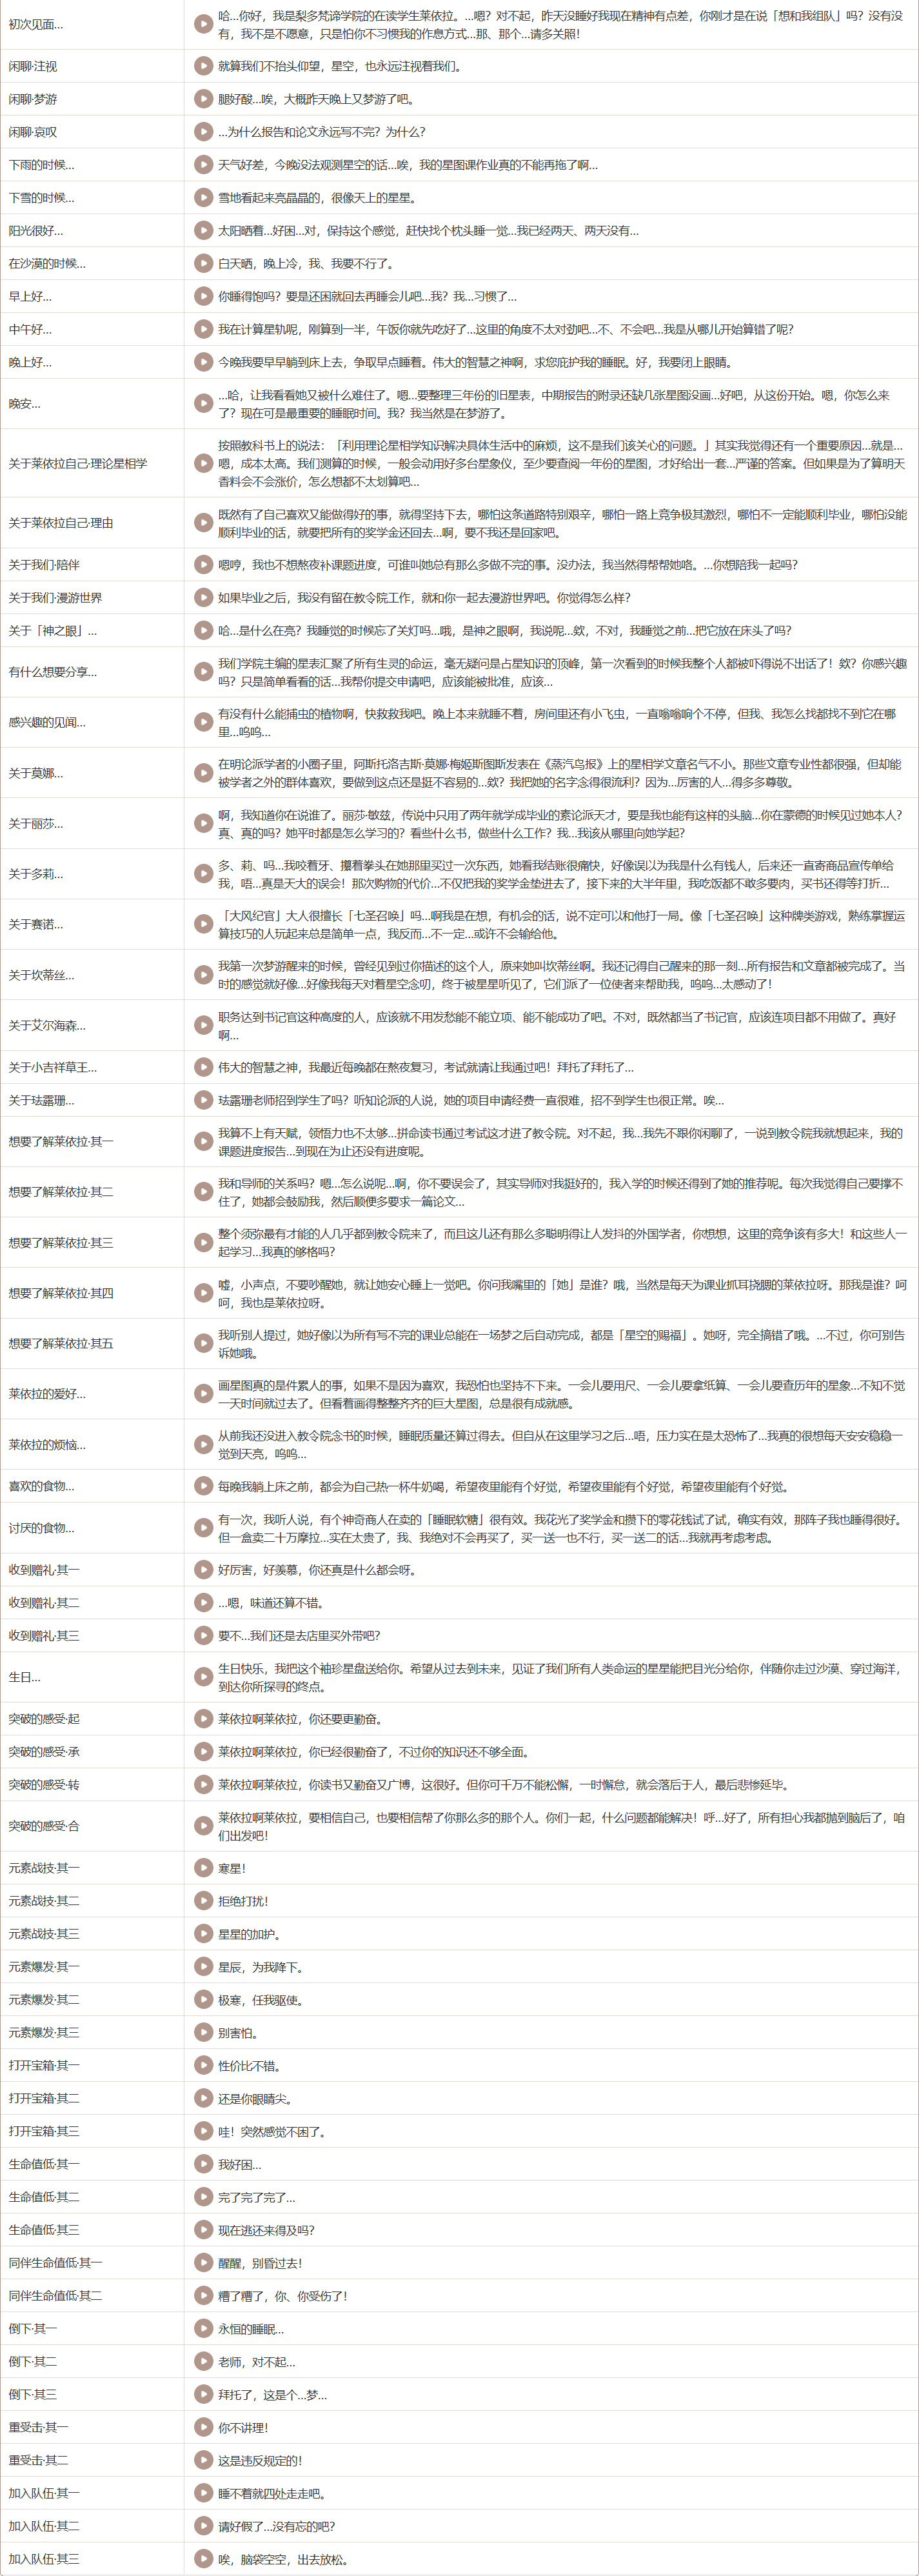 初次见面...
哈...你好，我是梨多梵谛学院的在读学生莱依拉。...嗯？对不起，昨天没睡好我现在精神有点差，你刚才是在说「想和我组队」吗？没有没
有，我不是不愿意，只是怕你不习惯我的作息方式...那、那个...请多关照！
闲聊·注视
就算我们不抬头仰望，星空，也永远注视着我们。
闲聊·梦游
腿好酸...唉，大概昨天晚上又梦游了吧。
闲聊·哀叹
...为什么报告和论文永远写不完？为什么？
下雨的时候...
天气好差，今晚没法观测星空的话...唉，我的星图课作业真的不能再拖了啊...
下雪的时候...
雪地看起来亮晶晶的，很像天上的星星。
阳光很好...
太阳晒着...好困...对，保持这个感觉，赶快找个枕头睡一觉...我已经两天、两天没有...
在沙漠的时候...
白天晒，晚上冷，我、我要不行了。
早上好...
你睡得饱吗？要是还困就回去再睡会儿吧...我？我...习惯了...
中午好...
我在计算星轨呢，刚算到一半，午饭你就先吃好了...这里的角度不太对劲吧...不、不会吧...我是从哪儿开始算错了呢？
晚上好...
今晚我要早早躺到床上去，争取早点睡着。伟大的智慧之神啊，求您庇护我的睡眠。好，我要闭上眼睛。
晚安...
...哈，让我看看她又被什么难住了。嗯...要整理三年份的旧星表，中期报告的附录还缺几张星图没画...好吧，从这份开始。嗯，你怎么来
了？现在可是最重要的睡眠时间。我？我当然是在梦游了。
关于莱依拉自己·理论星相学
按照教科书上的说法：「利用理论星相学知识解决具体生活中的麻烦，这不是我们该关心的问题。」其实我觉得还有一个重要原因...就是...
嗯，成本太高。我们测算的时候，一般会动用好多台星象仪，至少要查阅一年份的星图，才好给出一套...严谨的答案。但如果是为了算明天
香料会不会涨价，怎么想都不太划算吧...
关于莱依拉自己·理由
既然有了自己喜欢又能做得好的事，就得坚持下去，哪怕这条道路特别艰辛，哪怕一路上竞争极其激烈，哪怕不一定能顺利毕业，哪怕没能
顺利毕业的话，就要把所有的奖学金还回去...啊，要不我还是回家吧。
关于我们·陪伴
嗯哼，我也不想熬夜补课题进度，可谁叫她总有那么多做不完的事。没办法，我当然得帮帮她咯。...你想陪我一起吗？
关于我们·漫游世界
如果毕业之后，我没有留在教令院工作，就和你一起去漫游世界吧。你觉得怎么样？
关于「神之眼」...
哈...是什么在亮？我睡觉的时候忘了关灯吗...哦，是神之眼啊，我说呢...欸，不对，我睡觉之前...把它放在床头了吗？
有什么想要分享...
我们学院主编的星表汇聚了所有生灵的命运，毫无疑问是占星知识的顶峰，第一次看到的时候我整个人都被吓得说不出话了！欸？你感兴趣
吗？只是简单看看的话...我帮你提交申请吧，应该能被批准，应该...
感兴趣的见闻...
有没有什么能捕虫的植物啊，快救救我吧。晚上本来就睡不着，房间里还有小飞虫，一直嗡嗡响个不停，但我、我怎么找都找不到它在哪
里...呜呜...
关于莫娜...
在明论派学者的小圈子里，阿斯托洛吉斯·莫娜·梅姬斯图斯发表在《蒸汽鸟报》上的星相学文章名气不小。那些文章专业性都很强，但却能
被学者之外的群体喜欢，要做到这点还是挺不容易的...欸？我把她的名字念得很流利？因为...厉害的人...得多多尊敬。
关于丽莎...
啊，我知道你在说谁了。丽莎·敏兹，传说中只用了两年就学成毕业的素论派天才，要是我也能有这样的头脑...你在蒙德的时候见过她本人？
真、真的吗？她平时都是怎么学习的？看些什么书，做些什么工作？我...我该从哪里向她学起？
关于多莉...
多、莉、吗...我咬着牙、攥着拳头在她那里买过一次东西，她看我结账很痛快，好像误以为我是什么有钱人，后来还一直寄商品宣传单给
我，唔...真是天大的误会！那次购物的代价...不仅把我的奖学金垫进去了，接下来的大半年里，我吃饭都不敢多要肉，买书还得等打折...
关于赛诺...
「大风纪官」大人很擅长「七圣召唤」吗...啊我是在想，有机会的话，说不定可以和他打一局。像「七圣召唤」这种牌类游戏，熟练掌握运
算技巧的人玩起来总是简单一点，我反而...不一定...或许不会输给他。
关于坎蒂丝...
我第一次梦游醒来的时候，曾经见到过你描述的这个人，原来她叫坎蒂丝啊。我还记得自己醒来的那一刻...所有报告和文章都被完成了。当
时的感觉就好像...好像我每天对着星空念叨，终于被星星听见了，它们派了一位使者来帮助我，呜呜...太感动了！
关于艾尔海森...
职务达到书记官这种高度的人，应该就不用发愁能不能立项、能不能成功了吧。不对，既然都当了书记官，应该连项目都不用做了。真好
啊...
关于小吉祥草王...
伟大的智慧之神，我最近每晚都在熬夜复习，考试就请让我通过吧！拜托了拜托了...
关于珐露珊...
珐露珊老师招到学生了吗？听知论派的人说，她的项目申请经费一直很难，招不到学生也很正常。唉...
想要了解莱依拉·其一
我算不上有天赋，领悟力也不太够...拼命读书通过考试这才进了教令院。对不起，我...我先不跟你闲聊了，一说到教令院我就想起来，我的
课题进度报告...到现在为止还没有进度呢。
想要了解莱依拉·其二
我和导师的关系吗？嗯...怎么说呢...啊，你不要误会了，其实导师对我挺好的，我入学的时候还得到了她的推荐呢。每次我觉得自己要撑不
住了，她都会鼓励我，然后顺便多要求一篇论文...
想要了解莱依拉·其三
整个须弥最有才能的人几乎都到教令院来了，而且这儿还有那么多聪明得让人发抖的外国学者，你想想，这里的竞争该有多大！和这些人一
起学习...我真的够格吗？
想要了解莱依拉·其四
嘘，小声点，不要吵醒她，就让她安心睡上一觉吧。你问我嘴里的「她」是谁？哦，当然是每天为课业抓耳挠腮的莱依拉呀。那我是谁？呵
呵，我也是莱依拉呀。
想要了解莱依拉·其五
我听别人提过，她好像以为所有写不完的课业总能在一场梦之后自动完成，都是「星空的赐福」。她呀，完全搞错了哦。...不过，你可别告
诉她哦。
莱依拉的爱好...
画星图真的是件累人的事，如果不是因为喜欢，我恐怕也坚持不下来。一会儿要用尺、一会儿要拿纸算、一会儿要查历年的星象...不知不觉
一天时间就过去了。但看着画得整整齐齐的巨大星图，总是很有成就感。
莱依拉的烦恼...
从前我还没进入教令院念书的时候，睡眠质量还算过得去。但自从在这里学习之后...唔，压力实在是太恐怖了...我真的很想每天安安稳稳一
觉到天亮，呜呜...
喜欢的食物...
每晚我躺上床之前，都会为自己热一杯牛奶喝，希望夜里能有个好觉，希望夜里能有个好觉，希望夜里能有个好觉。
讨厌的食物...
有一次，我听人说，有个神奇商人在卖的「睡眠软糖」很有效。我花光了奖学金和攒下的零花钱试了试，确实有效，那阵子我也睡得很好。
但一盒卖二十万摩拉...实在太贵了，我、我绝对不会再买了，买一送一也不行，买一送二的话...我就再考虑考虑。
收到赠礼·其一
好厉害，好羡慕，你还真是什么都会呀。
收到赠礼·其二
...嗯，味道还算不错。
收到赠礼·其三
要不...我们还是去店里买外带吧？
生日...
生日快乐，我把这个袖珍星盘送给你。希望从过去到未来，见证了我们所有人类命运的星星能把目光分给你，伴随你走过沙漠、穿过海洋，
到达你所探寻的终点。
突破的感受·起
莱依拉啊莱依拉，你还要更勤奋。
突破的感受·承
莱依拉啊莱依拉，你已经很勤奋了，不过你的知识还不够全面。
突破的感受·转
莱依拉啊莱依拉，你读书又勤奋又广博，这很好。但你可千万不能松懈，一时懈怠，就会落后于人，最后悲惨延毕。
突破的感受·合
莱依拉啊莱依拉，要相信自己，也要相信帮了你那么多的那个人。你们一起，什么问题都能解决！呼...好了，所有担心我都抛到脑后了，咱
们出发吧！
元素战技·其一
寒星！
元素战技·其二
拒绝打扰！
元素战技·其三
星星的加护。
元素爆发·其一
星辰，为我降下。
元素爆发·其二
极寒，任我驱使。
元素爆发·其三
别害怕。
打开宝箱·其一
性价比不错。
打开宝箱·其二
还是你眼睛尖。
打开宝箱·其三
哇！突然感觉不困了。
生命值低·其一
我好困...
生命值低·其二
完了完了完了...
生命值低·其三
现在逃还来得及吗？
同伴生命值低·其一
醒醒，别昏过去！
同伴生命值低·其二
糟了糟了，你、你受伤了！
倒下·其一
永恒的睡眠...
倒下·其二
老师，对不起...
倒下·其三
拜托了，这是个...梦...
重受击·其一
你不讲理！
重受击·其二
这是违反规定的！
加入队伍·其一
睡不着就四处走走吧。
加入队伍·其二
请好假了...没有忘的吧？
加入队伍·其三
唉，脑袋空空，出去放松。